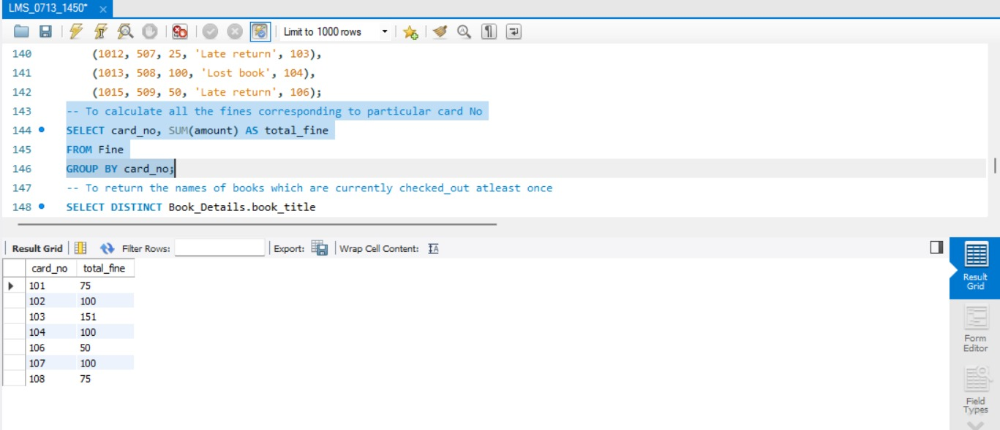 LMS_0713_1450* ×
Limit to 1000 rows
140 (1012, 507, 25, 'Late return', 103),
141 (1013, 508, 100, 'Lost book', 104),
142 (1015, 509, 50, 'Late return', 106);
143 -- To calculate all the fines corresponding to particular card No
144 SELECT card_no, SUM(amount) AS total_fine
145 FROM Fine
146 GROUP BY card_no;
147 -- To return the names of books which are currently checked_out atleast once
148 SELECT DISTINCT Book_Details.book_title
Result Grid Filter Rows: Export: Wrap Cell Content:
card_no total_fine
101 75
102 100
103 151
104 100
106 50
107 100
108 75
Result
Grid
Form
Editor
Field
Types